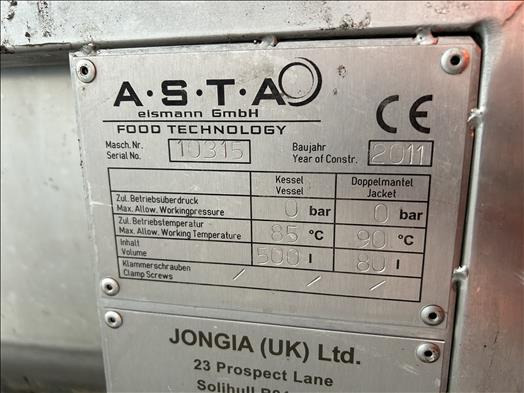 A·S·T·A
eismann GmbH
FOOD TECHNOLOGY
CE
Masch. Nr. Serial No. 10315
Baujahr Year of Constr. 2011
Kessel Vessel Doppelmantel Jacket
Zul. Betriebsüberdruck
Max. Allow. Workingpressure 0 bar 0 bar
Zul. Betriebstemperatur
Max. Allow. Working Temperature 85 °C 90 °C
Inhalt
Volume 500 l 80 l
Klammerschrauben
Clamp Screws / / /
JONGIA (UK) Ltd.
23 Prospect Lane
Solihull